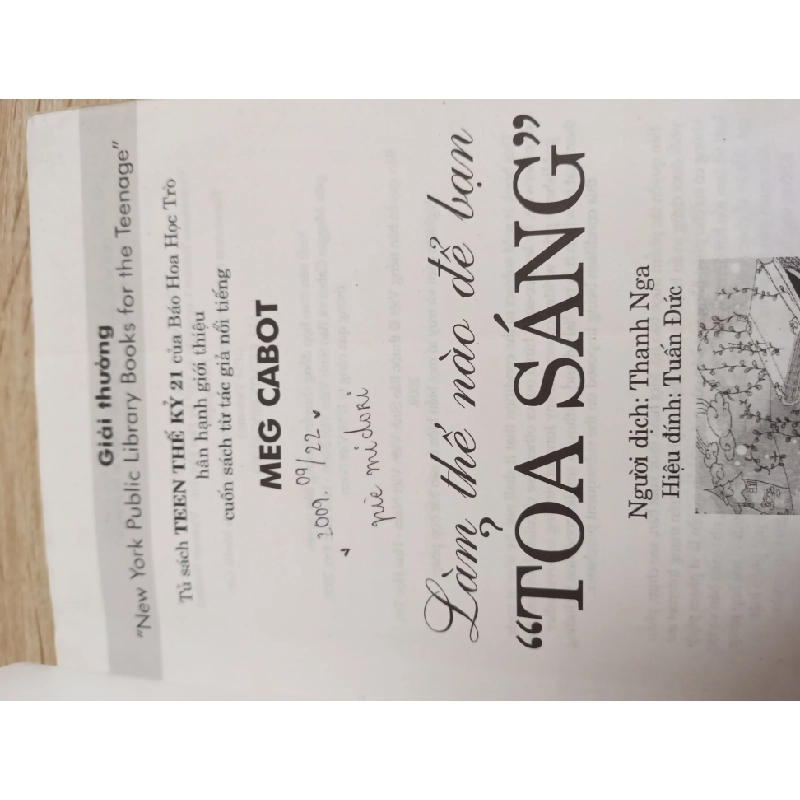 Giải thưởng
"New York Public Library Books for the Teenage"
Tủ sách TEEN THẾ KỶ 21 của Báo Hoa Học Trò
hân hạnh giới thiệu
cuốn sách từ tác giả nổi tiếng
MEG CABOT
2009. 09/22
midori
Làm thế nào để bạn
“TOA SÁNG”
Người dịch: Thanh Nga
Hiệu đính: Tuấn Đức